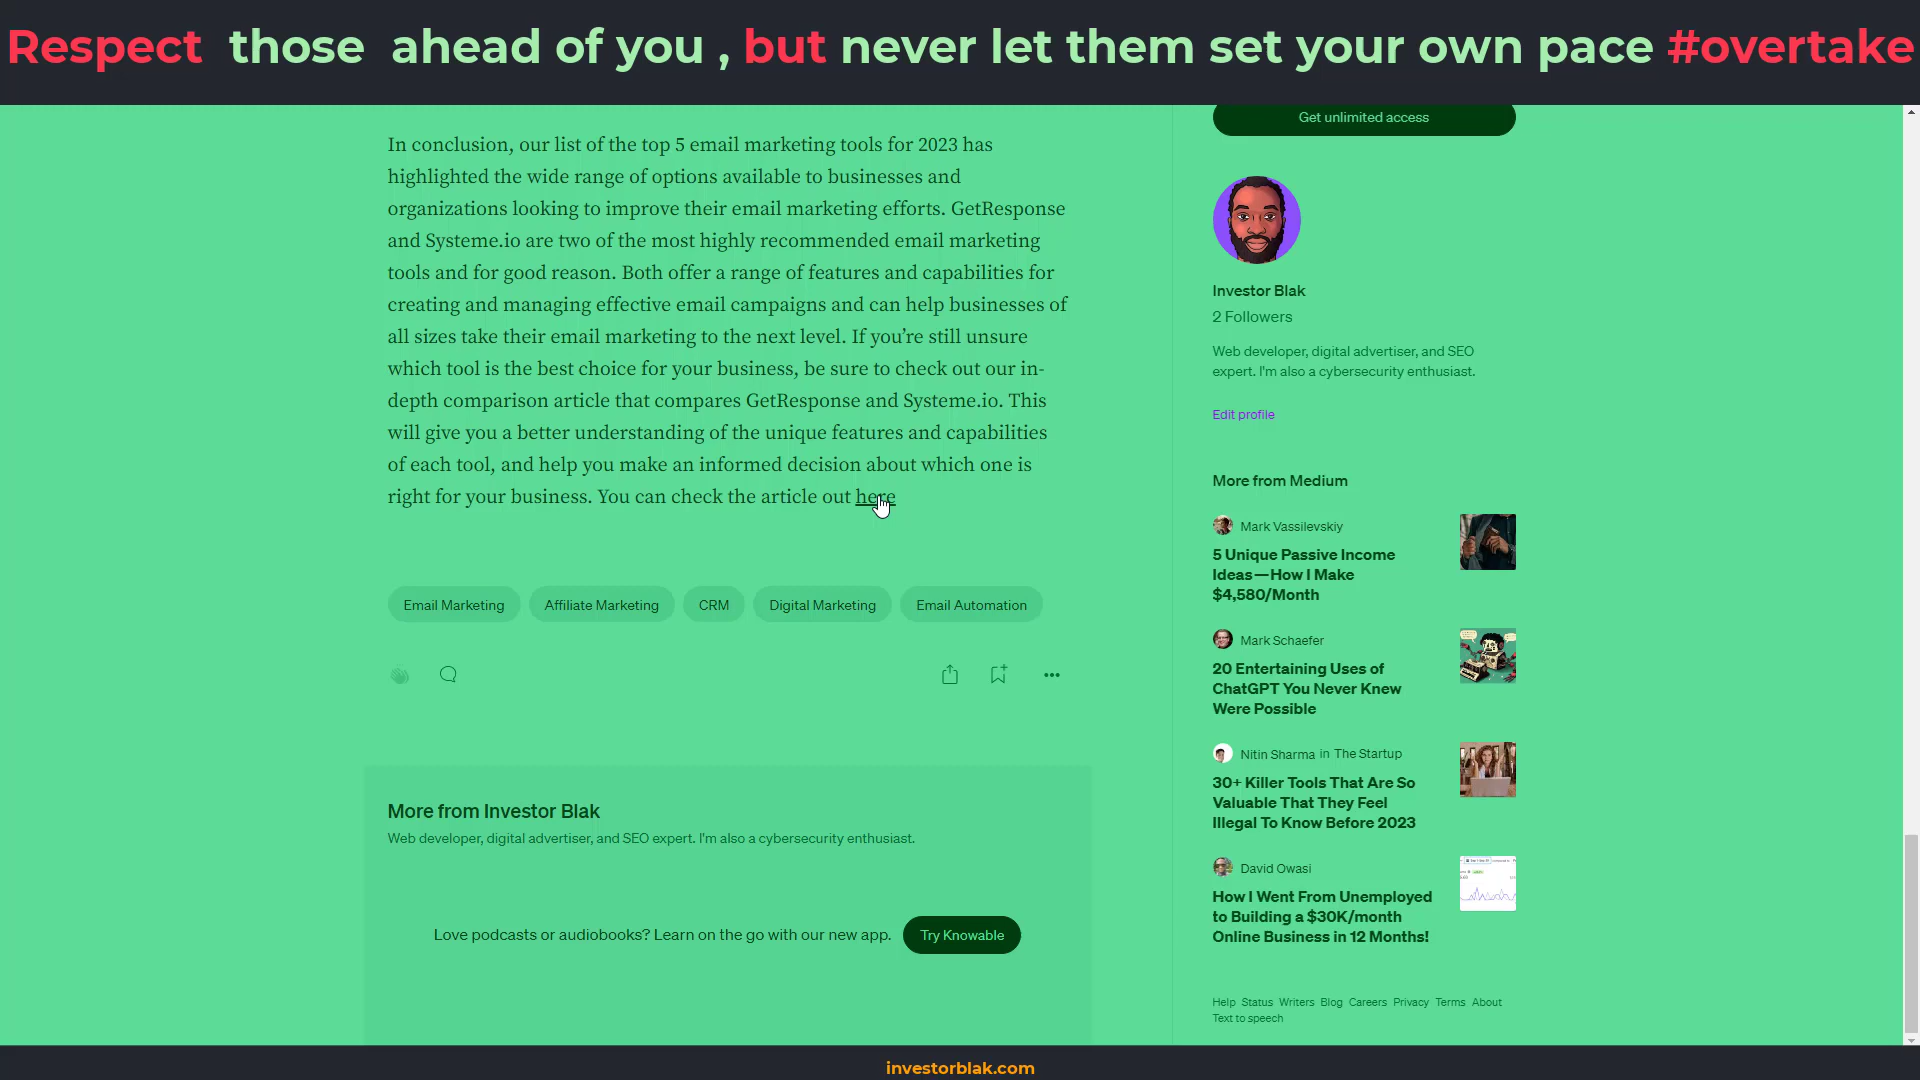 Respect those ahead of you , but never let them set your own pace #overtake
In conclusion, our list of the top 5 email marketing tools for 2023 has
highlighted the wide range of options available to businesses and
organizations looking to improve their email marketing efforts. GetResponse
and Systeme.io are two of the most highly recommended email marketing
tools and for good reason. Both offer a range of features and capabilities for
creating and managing effective email campaigns and can help businesses of
all sizes take their email marketing to the next level. If you’re still unsure
which tool is the best choice for your business, be sure to check out our in-
depth comparison article that compares GetResponse and Systeme.io. This
will give you a better understanding of the unique features and capabilities
of each tool, and help you make an informed decision about which one is
right for your business. You can check the article out here
Email Marketing
Affiliate Marketing
CRM
Digital Marketing
Email Automation
More from Investor Blak
Web developer, digital advertiser, and SEO expert. I'm also a cybersecurity enthusiast.
Love podcasts or audiobooks? Learn on the go with our new app.
Try Knowable
Get unlimited access
Investor Blak
2 Followers
Web developer, digital advertiser, and SEO
expert. I'm also a cybersecurity enthusiast.
Edit profile
More from Medium
Mark Vassilevskiy
5 Unique Passive Income
Ideas — How I Make
$4,580/Month
Mark Schaefer
20 Entertaining Uses of
ChatGPT You Never Knew
Were Possible
Nitin Sharma in The Startup
30+ Killer Tools That Are So
Valuable That They Feel
Illegal To Know Before 2023
David Owasi
How I Went From Unemployed
to Building a $30K/month
Online Business in 12 Months!
Help Status Writers Blog Careers Privacy Terms About
Text to speech
investorblak.com